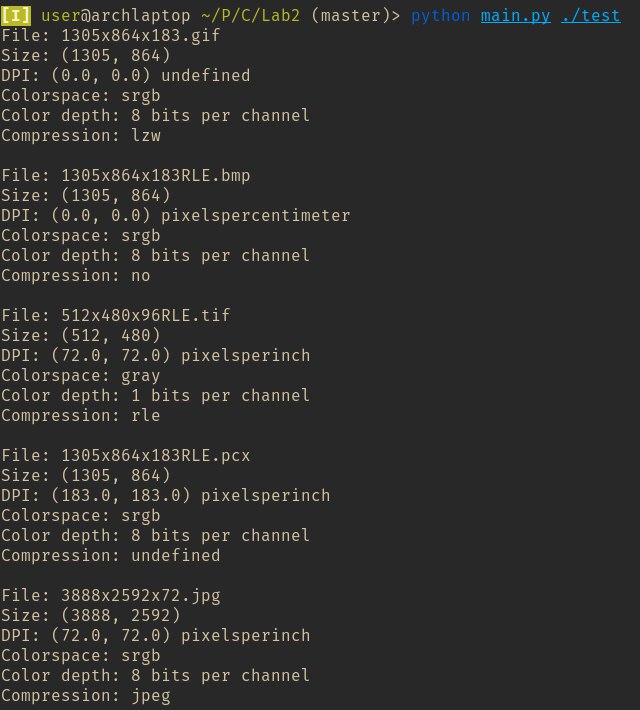 [I] user@archlaptop ~/P/C/Lab2 (master)> python main.py ./test
File: 1305x864x183.gif
Size: (1305, 864)
DPI: (0.0, 0.0) undefined
Colorspace: srgb
Color depth: 8 bits per channel
Compression: lzw

File: 1305x864x183RLE.bmp
Size: (1305, 864)
DPI: (0.0, 0.0) pixelspercentimeter
Colorspace: srgb
Color depth: 8 bits per channel
Compression: no

File: 512x480x96RLE.tif
Size: (512, 480)
DPI: (72.0, 72.0) pixelsperinch
Colorspace: gray
Color depth: 1 bits per channel
Compression: rle

File: 1305x864x183RLE.pcx
Size: (1305, 864)
DPI: (183.0, 183.0) pixelsperinch
Colorspace: srgb
Color depth: 8 bits per channel
Compression: undefined

File: 3888x2592x72.jpg
Size: (3888, 2592)
DPI: (72.0, 72.0) pixelsperinch
Colorspace: srgb
Color depth: 8 bits per channel
Compression: jpeg